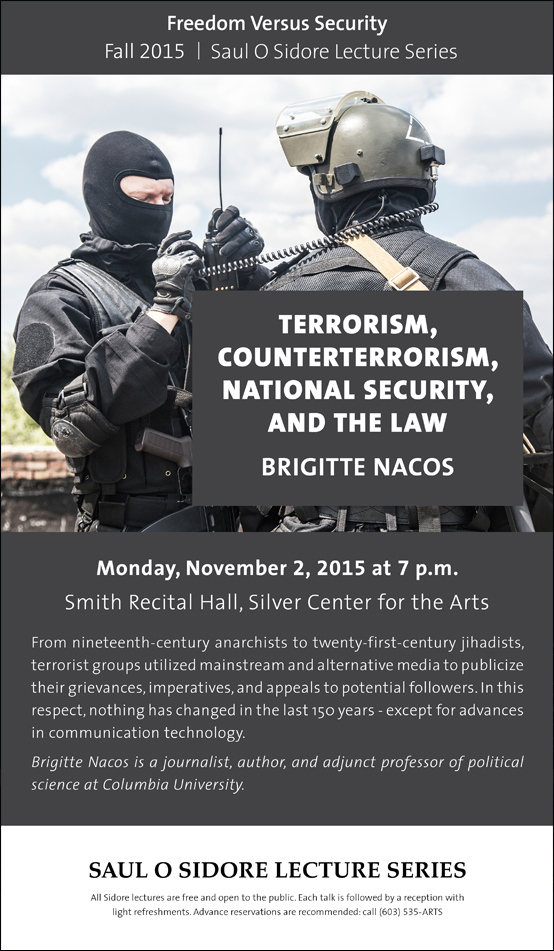 Freedom Versus Security
Fall 2015 | Saul O Sidore Lecture Series
TERRORISM,
COUNTERTERRORISM,
NATIONAL SECURITY,
AND THE LAW
BRIGITTE NACOS
Monday, November 2, 2015 at 7 p.m.
Smith Recital Hall, Silver Center for the Arts
From nineteenth-century anarchists to twenty-first-century jihadists,
terrorist groups utilized mainstream and alternative media to publicize
their grievances, imperatives, and appeals to potential followers. In this
respect, nothing has changed in the last 150 years - except for advances
in communication technology.
Brigitte Nacos is a journalist, author, and adjunct professor of political
science at Columbia University.
SAUL O SIDORE LECTURE SERIES
All Sidore lectures are free and open to the public. Each talk is followed by a reception with
light refreshments. Advance reservations are recommended: call (603) 535-ARTS